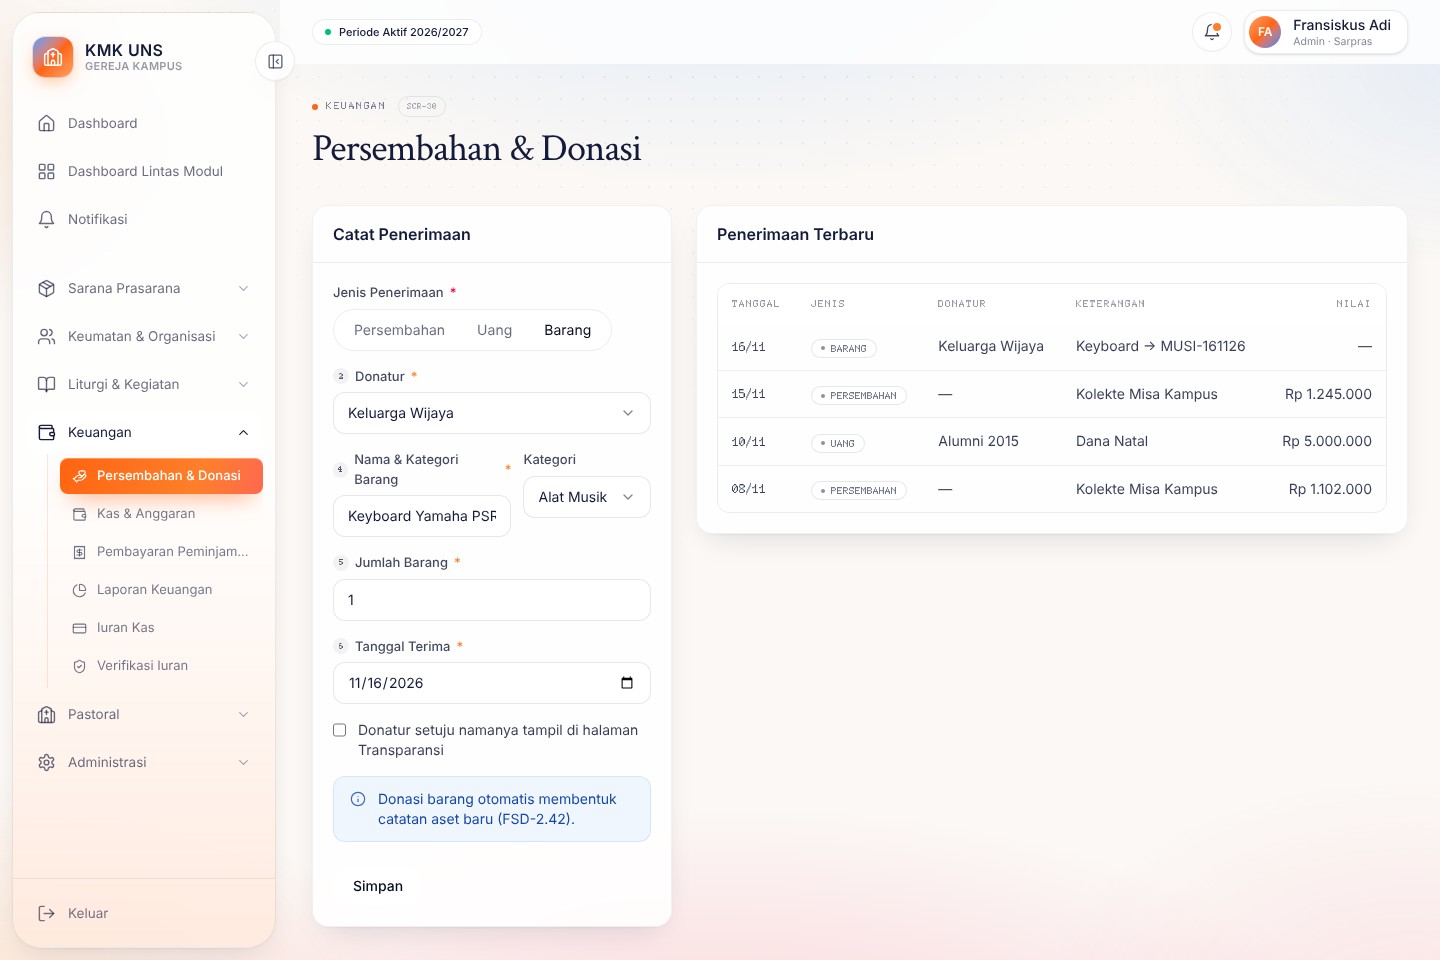 KMK UNS
GEREJA KAMPUS
Dashboard
Dashboard Lintas Modul
Notifikasi
Sarana Prasarana
Keumatan & Organisasi
Liturgi & Kegiatan
Keuangan
Persembahan & Donasi
Kas & Anggaran
Pembayaran Peminjam...
Laporan Keuangan
Iuran Kas
Verifikasi Iuran
Pastoral
Administrasi
Keluar
Periode Aktif 2026/2027
FA
Fransiskus Adi
Admin · Sarpras
KEUANGAN
SCR-30
Persembahan & Donasi
Catat Penerimaan
Jenis Penerimaan *
Persembahan Uang Barang
2 Donatur *
Keluarga Wijaya
4 Nama & Kategori Barang *
Keyboard Yamaha PSR
Kategori
Alat Musik
5 Jumlah Barang *
1
6 Tanggal Terima *
11/16/2026
Donatur setuju namanya tampil di halaman
Transparansi
Donasi barang otomatis membentuk
catatan aset baru (FSD-2.42).
Simpan
Penerimaan Terbaru
TANGGAL JENIS DONATUR KETERANGAN NILAI
16/11 BARANG Keluarga Wijaya Keyboard → MUSI-161126 —
15/11 PERSEMBAHAN — Kolekte Misa Kampus Rp 1.245.000
10/11 UANG Alumni 2015 Dana Natal Rp 5.000.000
08/11 PERSEMBAHAN — Kolekte Misa Kampus Rp 1.102.000